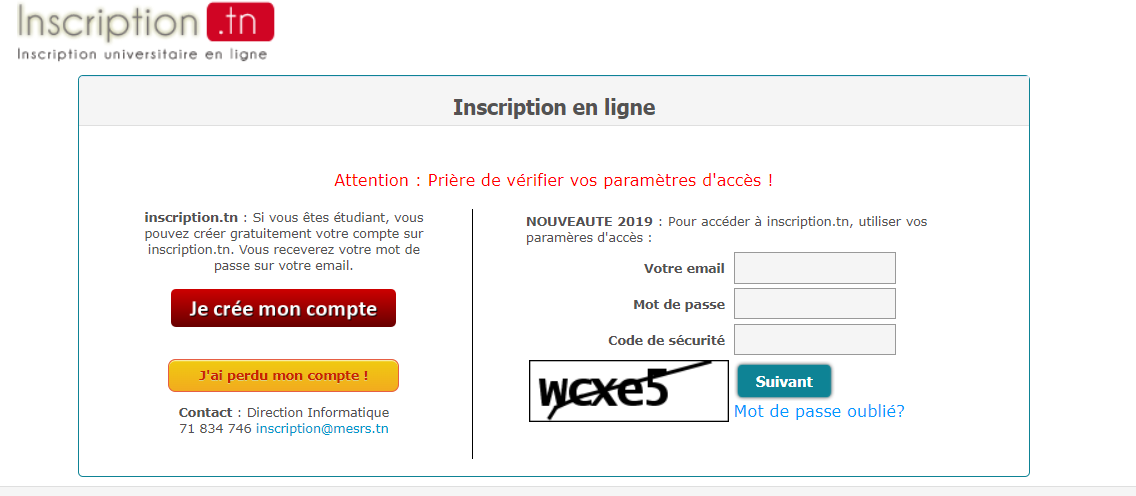 Inscription .tn
Inscription universitaire en ligne
Inscription en ligne
Attention : Prière de vérifier vos paramètres d'accès !
inscription.tn : Si vous êtes étudiant, vous
pouvez créer gratuitement votre compte sur
inscription.tn. Vous receverez votre mot de
passe sur votre email.
Je crée mon compte
J'ai perdu mon compte !
Contact : Direction Informatique
71 834 746 inscription@mesrs.tn
NOUVEAUTE 2019 : Pour accéder à inscription.tn, utiliser vos
paramères d'accès :
Votre email
Mot de passe
Code de sécurité
wcxe5
Suivant
Mot de passe oublié?